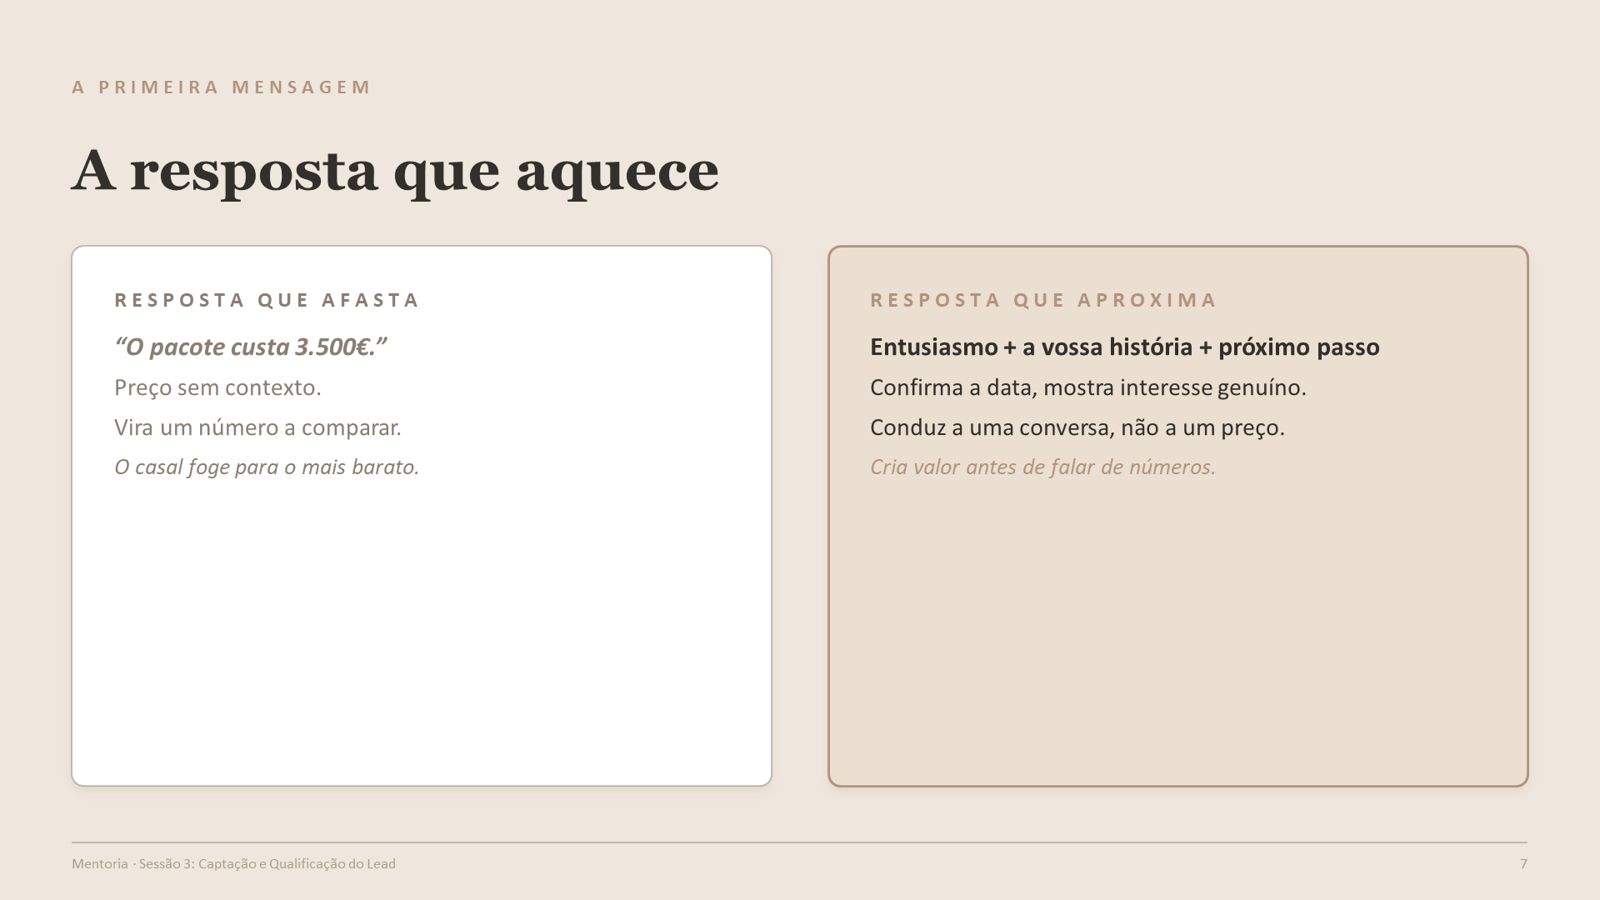 A PRIMEIRA MENSAGEM
A resposta que aquece
RESPOSTA QUE AFASTA
“O pacote custa 3.500€.”
Preço sem contexto.
Vira um número a comparar.
O casal foge para o mais barato.
RESPOSTA QUE APROXIMA
Entusiasmo + a vossa história + próximo passo
Confirma a data, mostra interesse genuíno.
Conduz a uma conversa, não a um preço.
Cria valor antes de falar de números.
Mentoria · Sessão 3: Captação e Qualificação do Lead
7